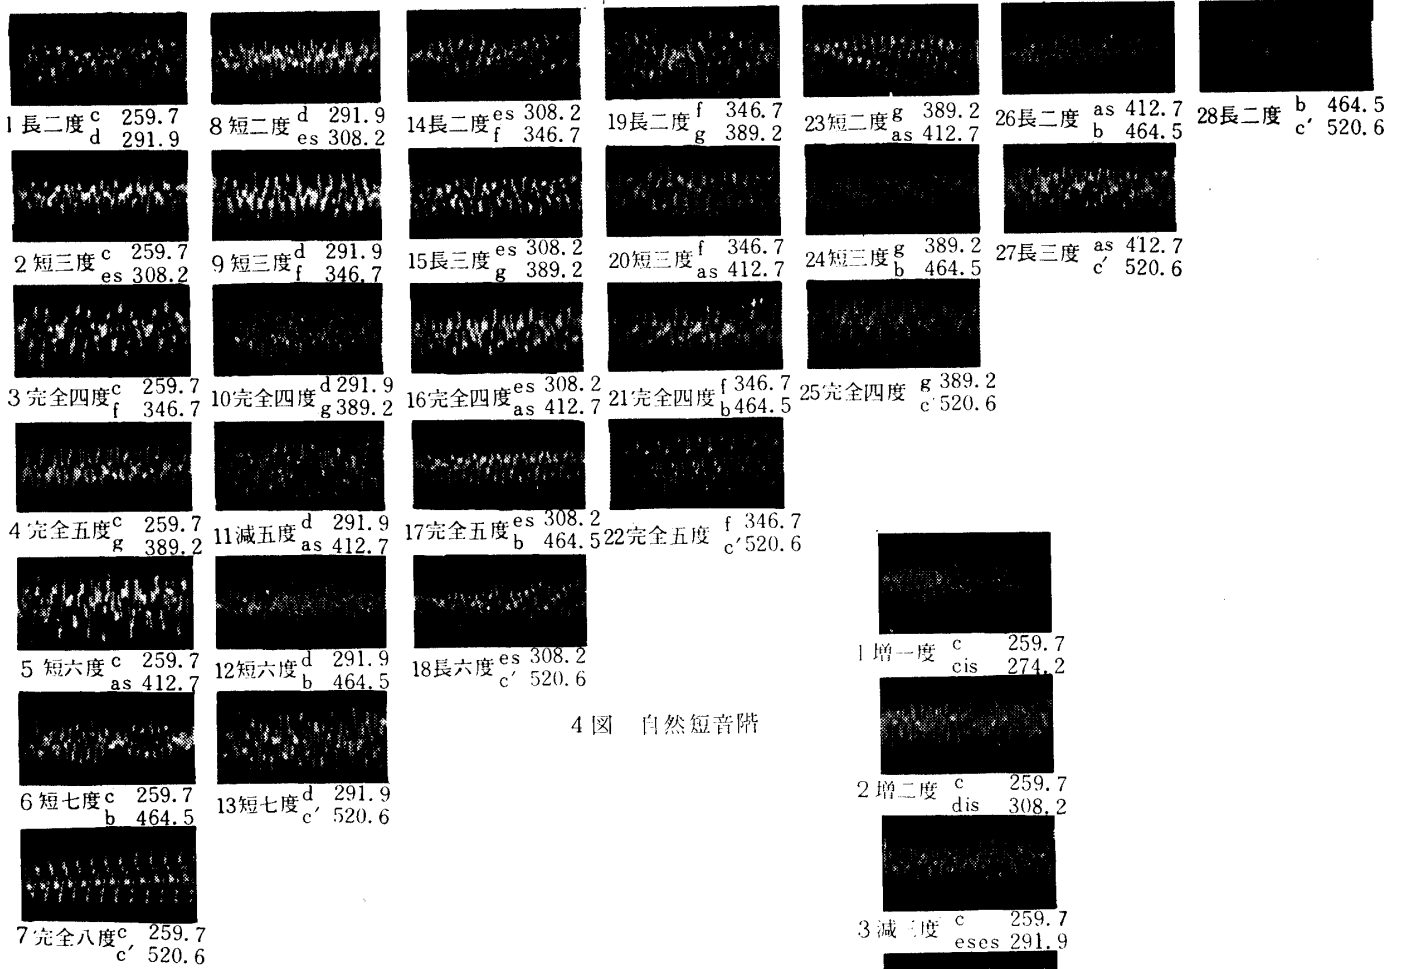 1 長二度 c 259.7
d 291.9
8 短二度 d 291.9
es 308.2
14長二度 es 308.2
f 346.7
19長二度 f 346.7
g 389.2
23短二度 g 389.2
as 412.7
26長二度 as 412.7
b 464.5
28長二度 b 464.5
c′ 520.6
2 短三度 c 259.7
es 308.2
9 短三度 d 291.9
f 346.7
15長三度 es 308.2
g 389.2
20短三度 f 346.7
as 412.7
24短三度 g 389.2
b 464.5
27長三度 as 412.7
c′ 520.6
3 完全四度 c 259.7
f 346.7
10完全四度 d 291.9
g 389.2
16完全四度 es 308.2
as 412.7
21完全四度 f 346.7
b 464.5
25完全四度 g 389.2
c′ 520.6
4 完全五度 c 259.7
g 389.2
11減五度 d 291.9
as 412.7
17完全五度 es 308.2
b 464.5
22完全五度 f 346.7
c′ 520.6
5 短六度 c 259.7
as 412.7
12短六度 d 291.9
b 464.5
18長六度 es 308.2
c′ 520.6
6 短七度 c 259.7
b 464.5
13短七度 d 291.9
c′ 520.6
7 完全八度 c 259.7
c′ 520.6
4 図 自然短音階
1 増一度 c 259.7
cis 274.2
2 増二度 c 259.7
dis 308.2
3 減三度 c 259.7
eses 291.9